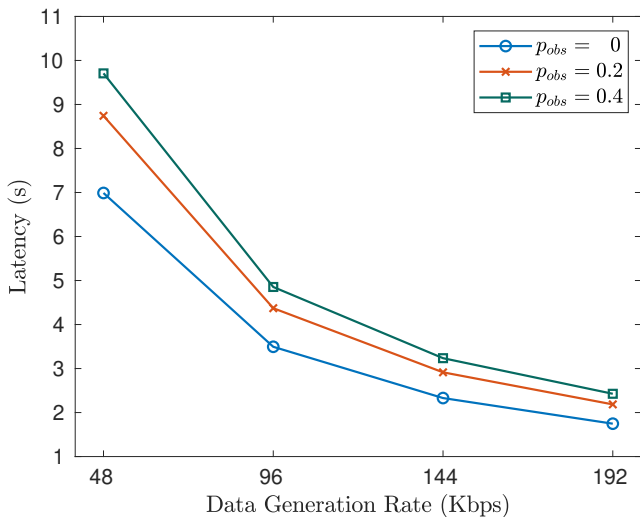 11
10
9
8
7
6
5
4
3
2
1
Latency (s)
p_obs = 0
p_obs = 0.2
p_obs = 0.4
48 96 144 192
Data Generation Rate (Kbps)